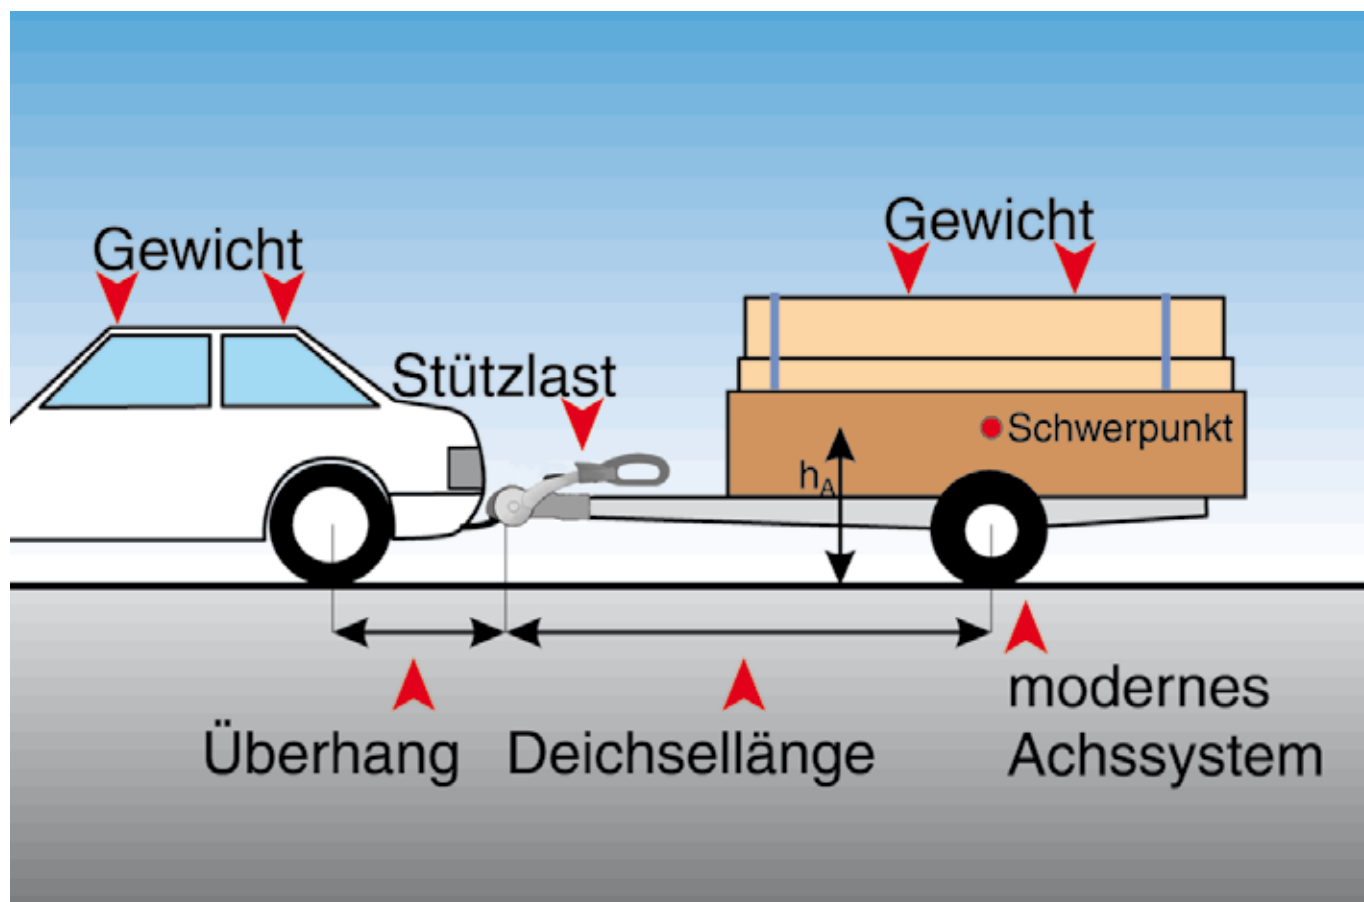 Gewicht
Gewicht
Stützlast
Schwerpunkt
hA
Überhang
Deichsellänge
modernes
Achssystem